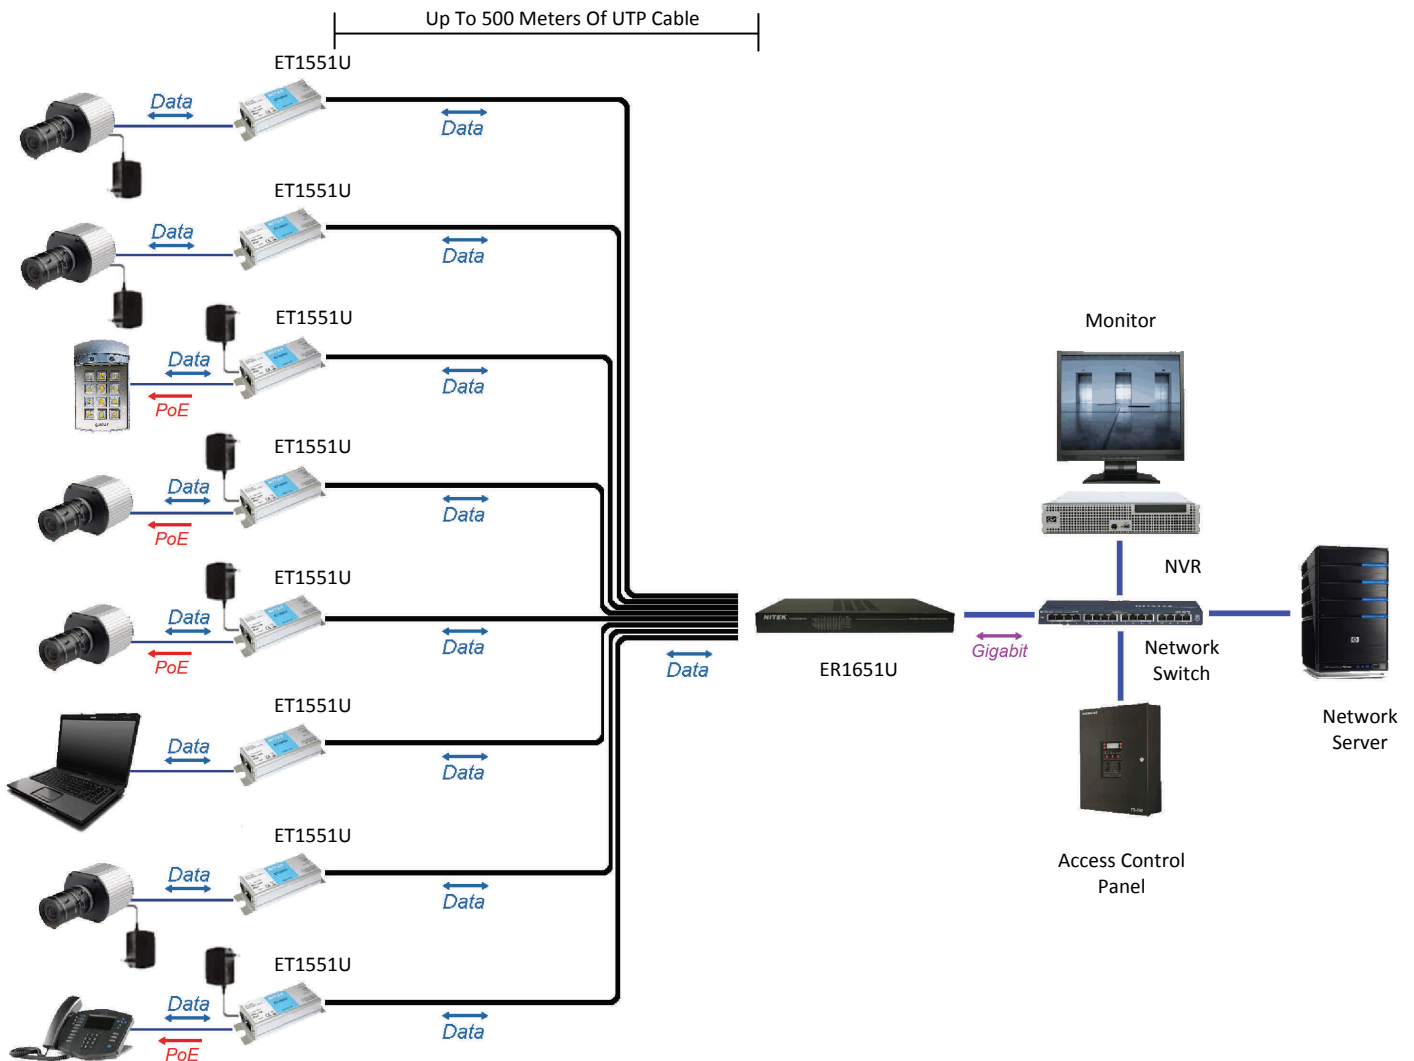 Up To 500 Meters Of UTP Cable
ET1551U
Data
Data
ET1551U
Data
Data
ET1551U
Data
PoE
Data
ET1551U
Data
PoE
Data
ET1551U
Data
PoE
Data
ET1551U
Data
Data
ET1551U
Data
Data
ET1551U
Data
PoE
Data
Data
NITEK
ER1651U
Gigabit
Monitor
NVR
Network
Switch
Network
Server
Access Control
Panel